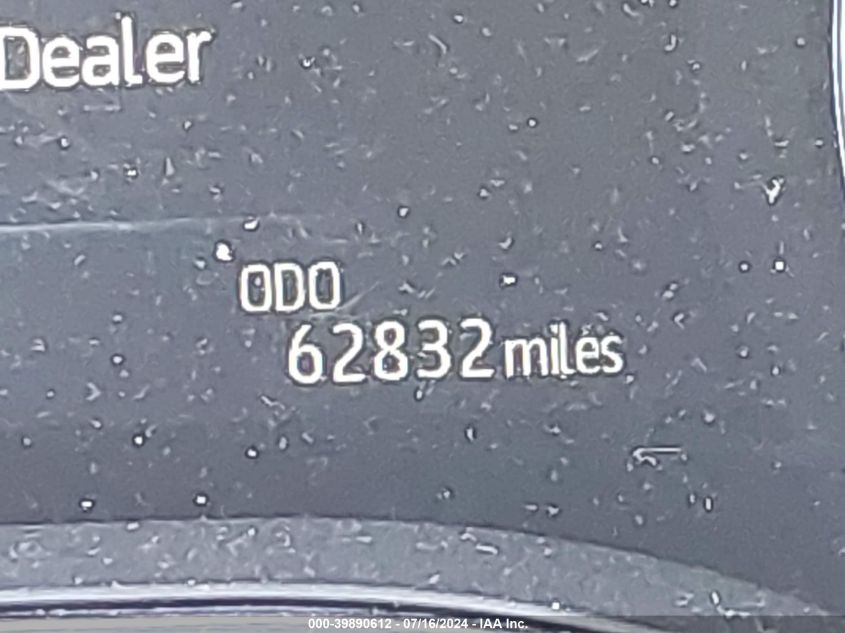 Dealer
ODO
62832 miles
000-39890612 - 07/16/2024 - IAA Inc.